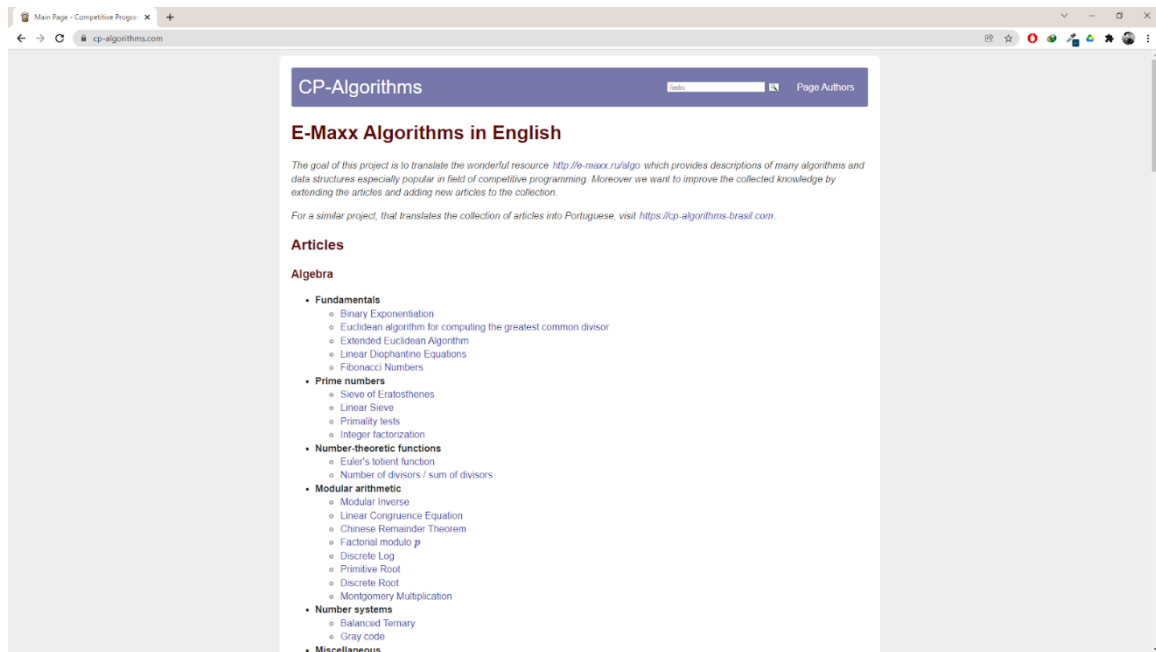 Main Page - Competitive Progra
cp-algorithms.com
CP-Algorithms
Page Authors
E-Maxx Algorithms in English
The goal of this project is to translate the wonderful resource http://e-maxx.ru/algo which provides descriptions of many algorithms and
data structures especially popular in field of competitive programming. Moreover we want to improve the collected knowledge by
extending the articles and adding new articles to the collection.
For a similar project, that translates the collection of articles into Portuguese, visit https://cp-algorithms-brasil.com.
Articles
Algebra
Fundamentals
Binary Exponentiation
Euclidean algorithm for computing the greatest common divisor
Extended Euclidean Algorithm
Linear Diophantine Equations
Fibonacci Numbers
Prime numbers
Sieve of Eratosthenes
Linear Sieve
Primality tests
Integer factorization
Number-theoretic functions
Euler's totient function
Number of divisors / sum of divisors
Modular arithmetic
Modular Inverse
Linear Congruence Equation
Chinese Remainder Theorem
Factorial modulo p
Discrete Log
Primitive Root
Discrete Root
Montgomery Multiplication
Number systems
Balanced Ternary
Gray code
Miscellaneous